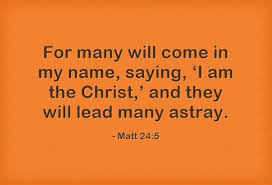 For many will come in
my name, saying, ‘I am
the Christ,’ and they
will lead many astray.
- Matt 24:5